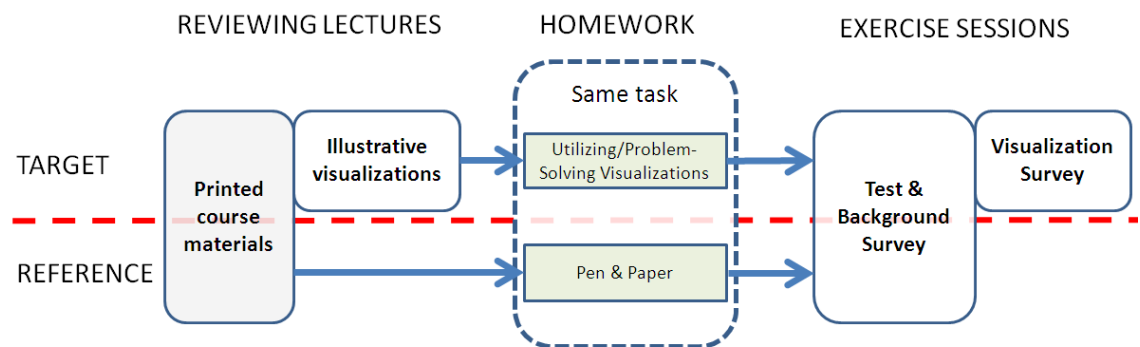 REVIEWING LECTURES
HOMEWORK
EXERCISE SESSIONS
TARGET
REFERENCE
Printed
course
materials
Illustrative
visualizations
Same task
Utilizing/Problem-
Solving Visualizations
Pen & Paper
Test &
Background
Survey
Visualization
Survey